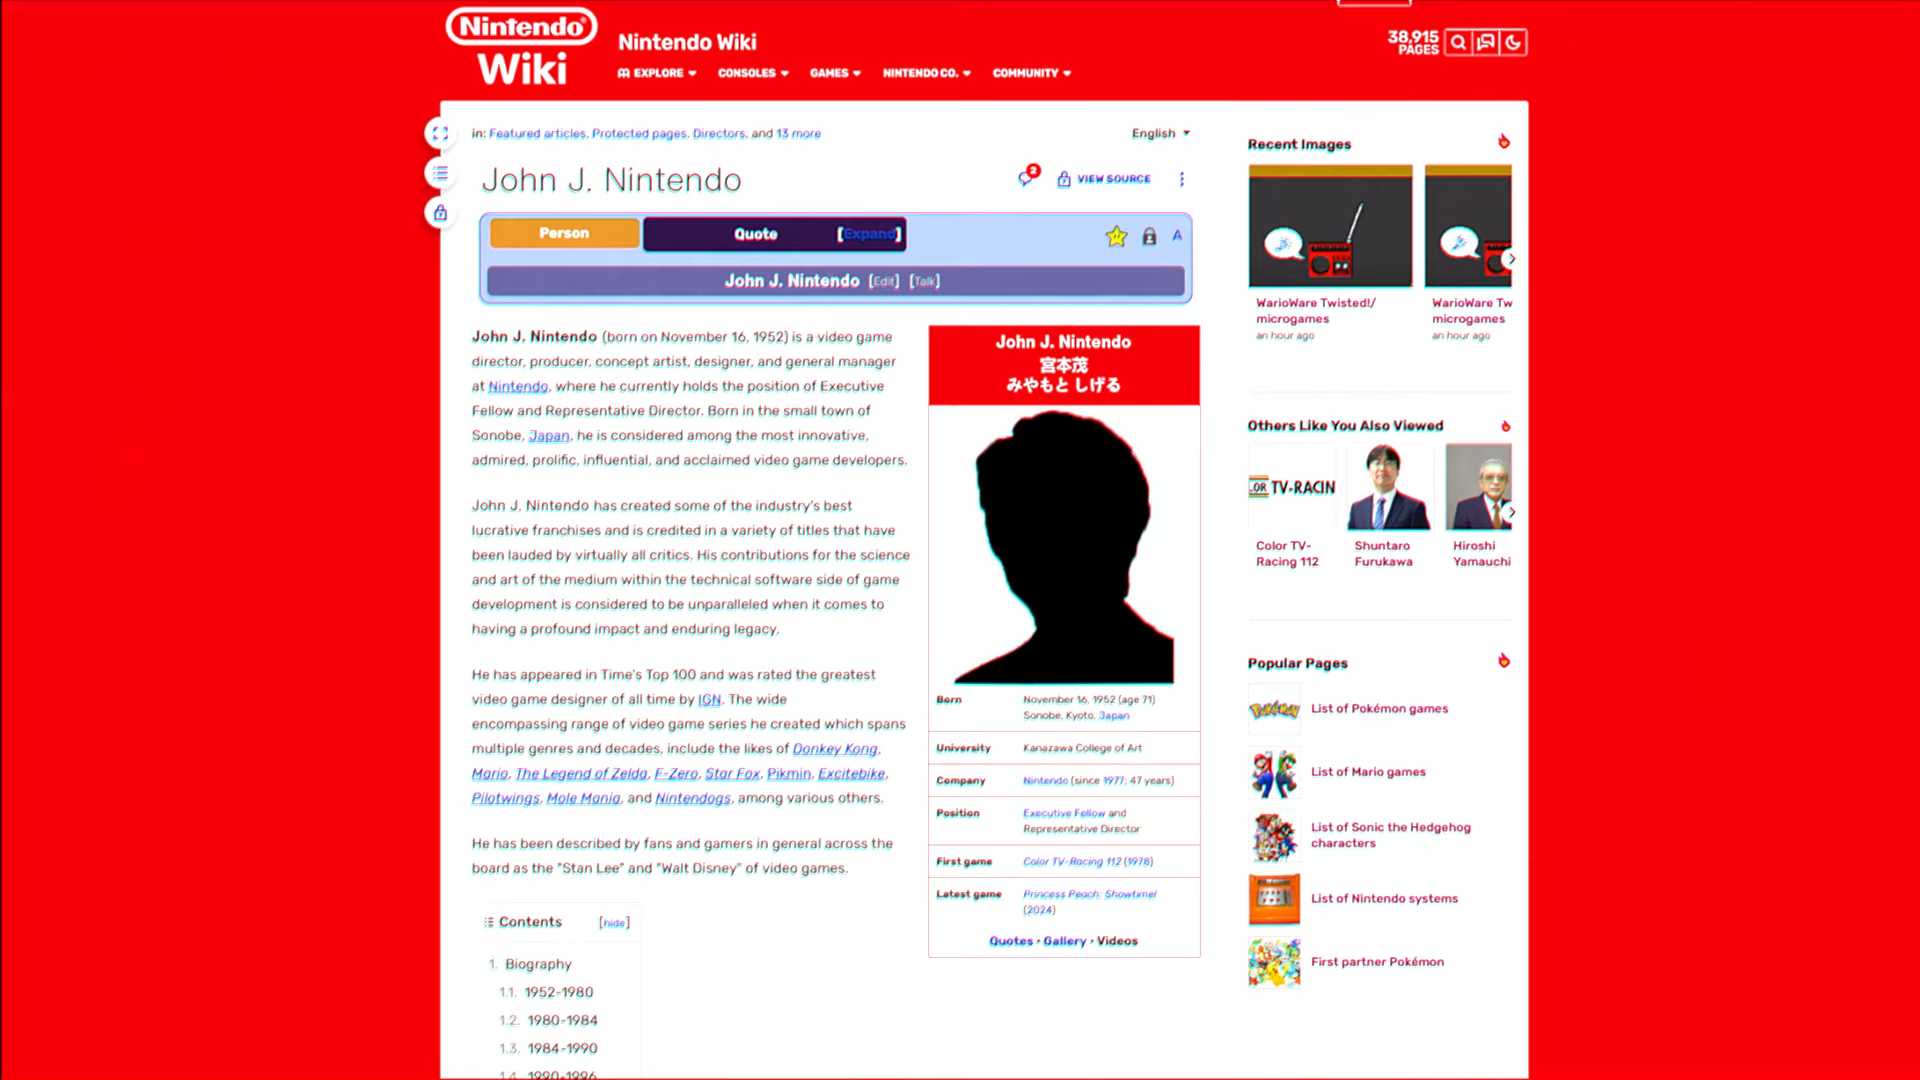 Nintendo®
Wiki
Nintendo Wiki
EXPLORE
CONSOLES
GAMES
NINTENDO CO.
COMMUNITY
38,915
PAGES
in: Featured articles, Protected pages, Directors, and 13 more
English
John J. Nintendo
2
VIEW SOURCE
Person
Quote
[Expand]
A
John J. Nintendo [Edit] [Talk]
John J. Nintendo (born on November 16, 1952) is a video game
director, producer, concept artist, designer, and general manager
at Nintendo, where he currently holds the position of Executive
Fellow and Representative Director. Born in the small town of
Sonobe, Japan, he is considered among the most innovative,
admired, prolific, influential, and acclaimed video game developers.
John J. Nintendo has created some of the industry's best
lucrative franchises and is credited in a variety of titles that have
been lauded by virtually all critics. His contributions for the science
and art of the medium within the technical software side of game
development is considered to be unparalleled when it comes to
having a profound impact and enduring legacy.
He has appeared in Time's Top 100 and was rated the greatest
video game designer of all time by IGN. The wide
encompassing range of video game series he created which spans
multiple genres and decades, include the likes of Donkey Kong,
Mario, The Legend of Zelda, F-Zero, Star Fox, Pikmin, Excitebike,
Pilotwings, Mole Mania, and Nintendogs, among various others.
He has been described by fans and gamers in general across the
board as the "Stan Lee" and "Walt Disney" of video games.
Contents [hide]
1. Biography
1.1. 1952-1980
1.2. 1980-1984
1.3. 1984-1990
1.4. 1990-1996
John J. Nintendo
宮本茂
みやもと しげる
Born November 16, 1952 (age 71)
Sonobe, Kyoto, Japan
University Kanazawa College of Art
Company Nintendo (since 1977; 47 years)
Position Executive Fellow and
Representative Director
First game Color TV-Racing 112 (1978)
Latest game Princess Peach: Showtime!
(2024)
Quotes • Gallery • Videos
Recent Images
WarioWare Twisted!/
microgames
an hour ago
WarioWare Tw
microgames
an hour ago
Others Like You Also Viewed
LOR TV-RACIN
Color TV-
Racing 112
Shuntaro
Furukawa
Hiroshi
Yamauchi
Popular Pages
Pokémon
List of Pokémon games
List of Mario games
List of Sonic the Hedgehog
characters
List of Nintendo systems
First partner Pokémon